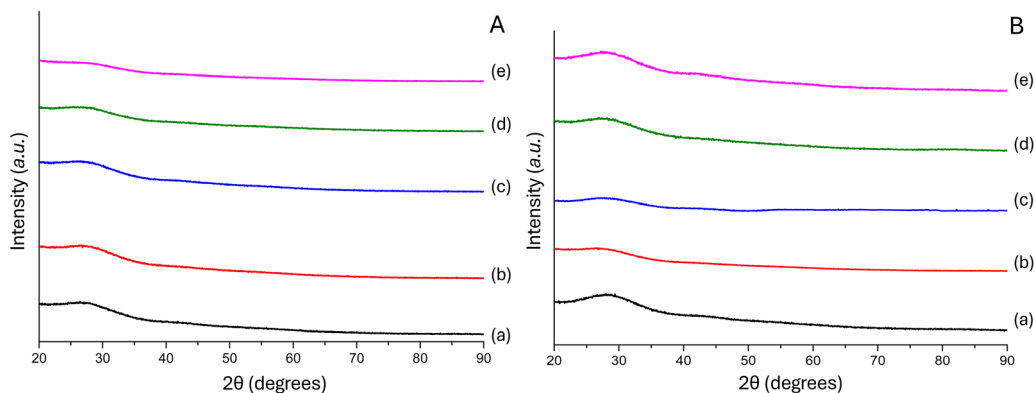 A
Intensity (a.u.)
(e)
(d)
(c)
(b)
(a)
20 30 40 50 60 70 80 90
2θ (degrees)
B
Intensity (a.u.)
(e)
(d)
(c)
(b)
(a)
20 30 40 50 60 70 80 90
2θ (degrees)